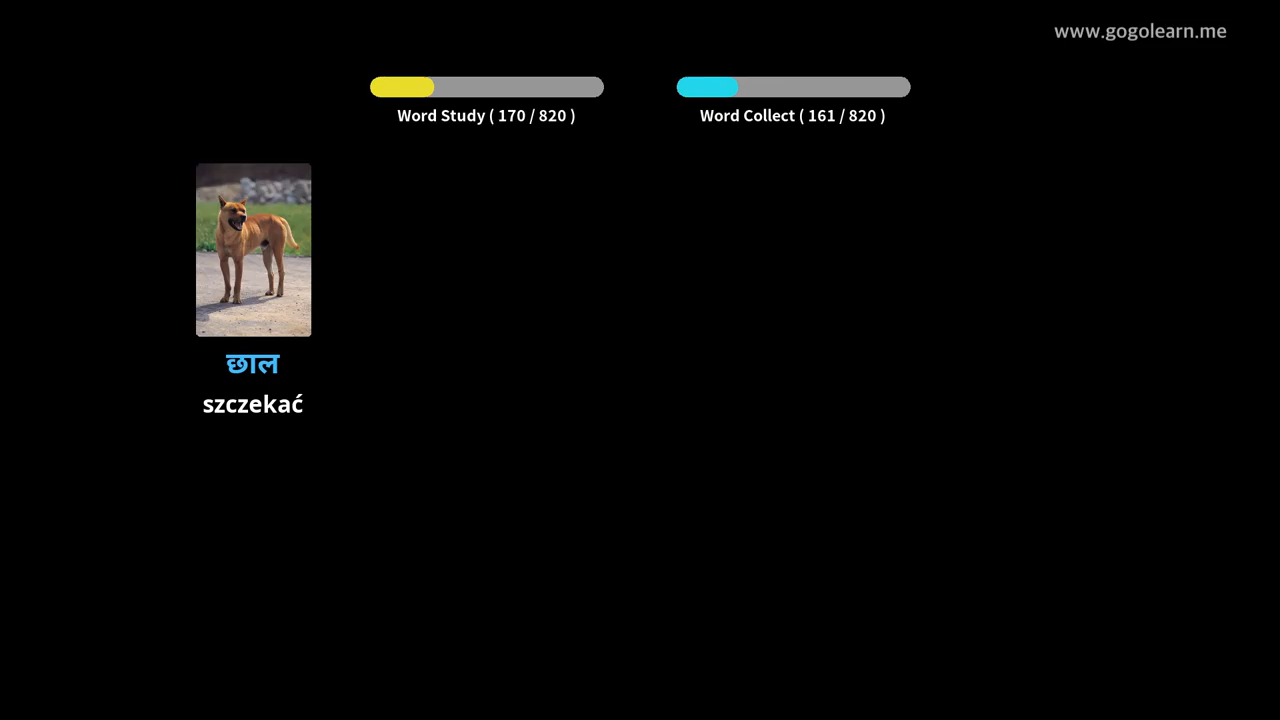 www.gogolearn.me
Word Study ( 170 / 820 )
Word Collect ( 161 / 820 )
छाल
szczekać